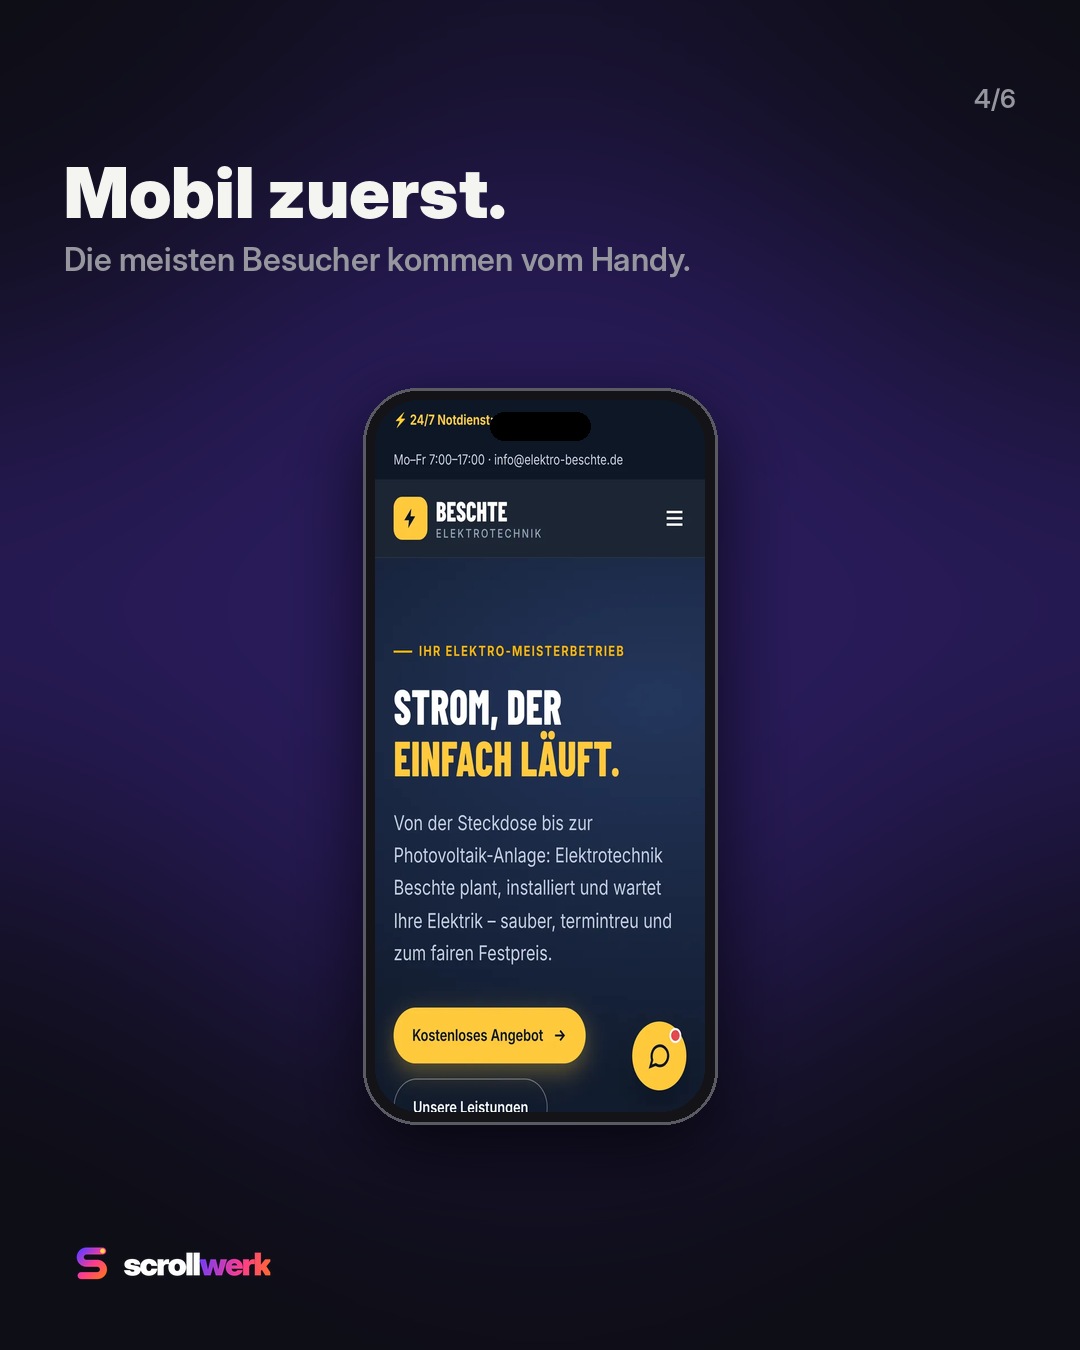 4/6
Mobil zuerst.
Die meisten Besucher kommen vom Handy.
24/7 Notdienst
Mo–Fr 7:00–17:00 · info@elektro-beschte.de
BESCHTE
ELEKTROTECHNIK
IHR ELEKTRO-MEISTERBETRIEB
STROM, DER
EINFACH LÄUFT.
Von der Steckdose bis zur
Photovoltaik-Anlage: Elektrotechnik
Beschte plant, installiert und wartet
Ihre Elektrik – sauber, termintreu und
zum fairen Festpreis.
Kostenloses Angebot →
Unsere Leistungen
scrollwerk